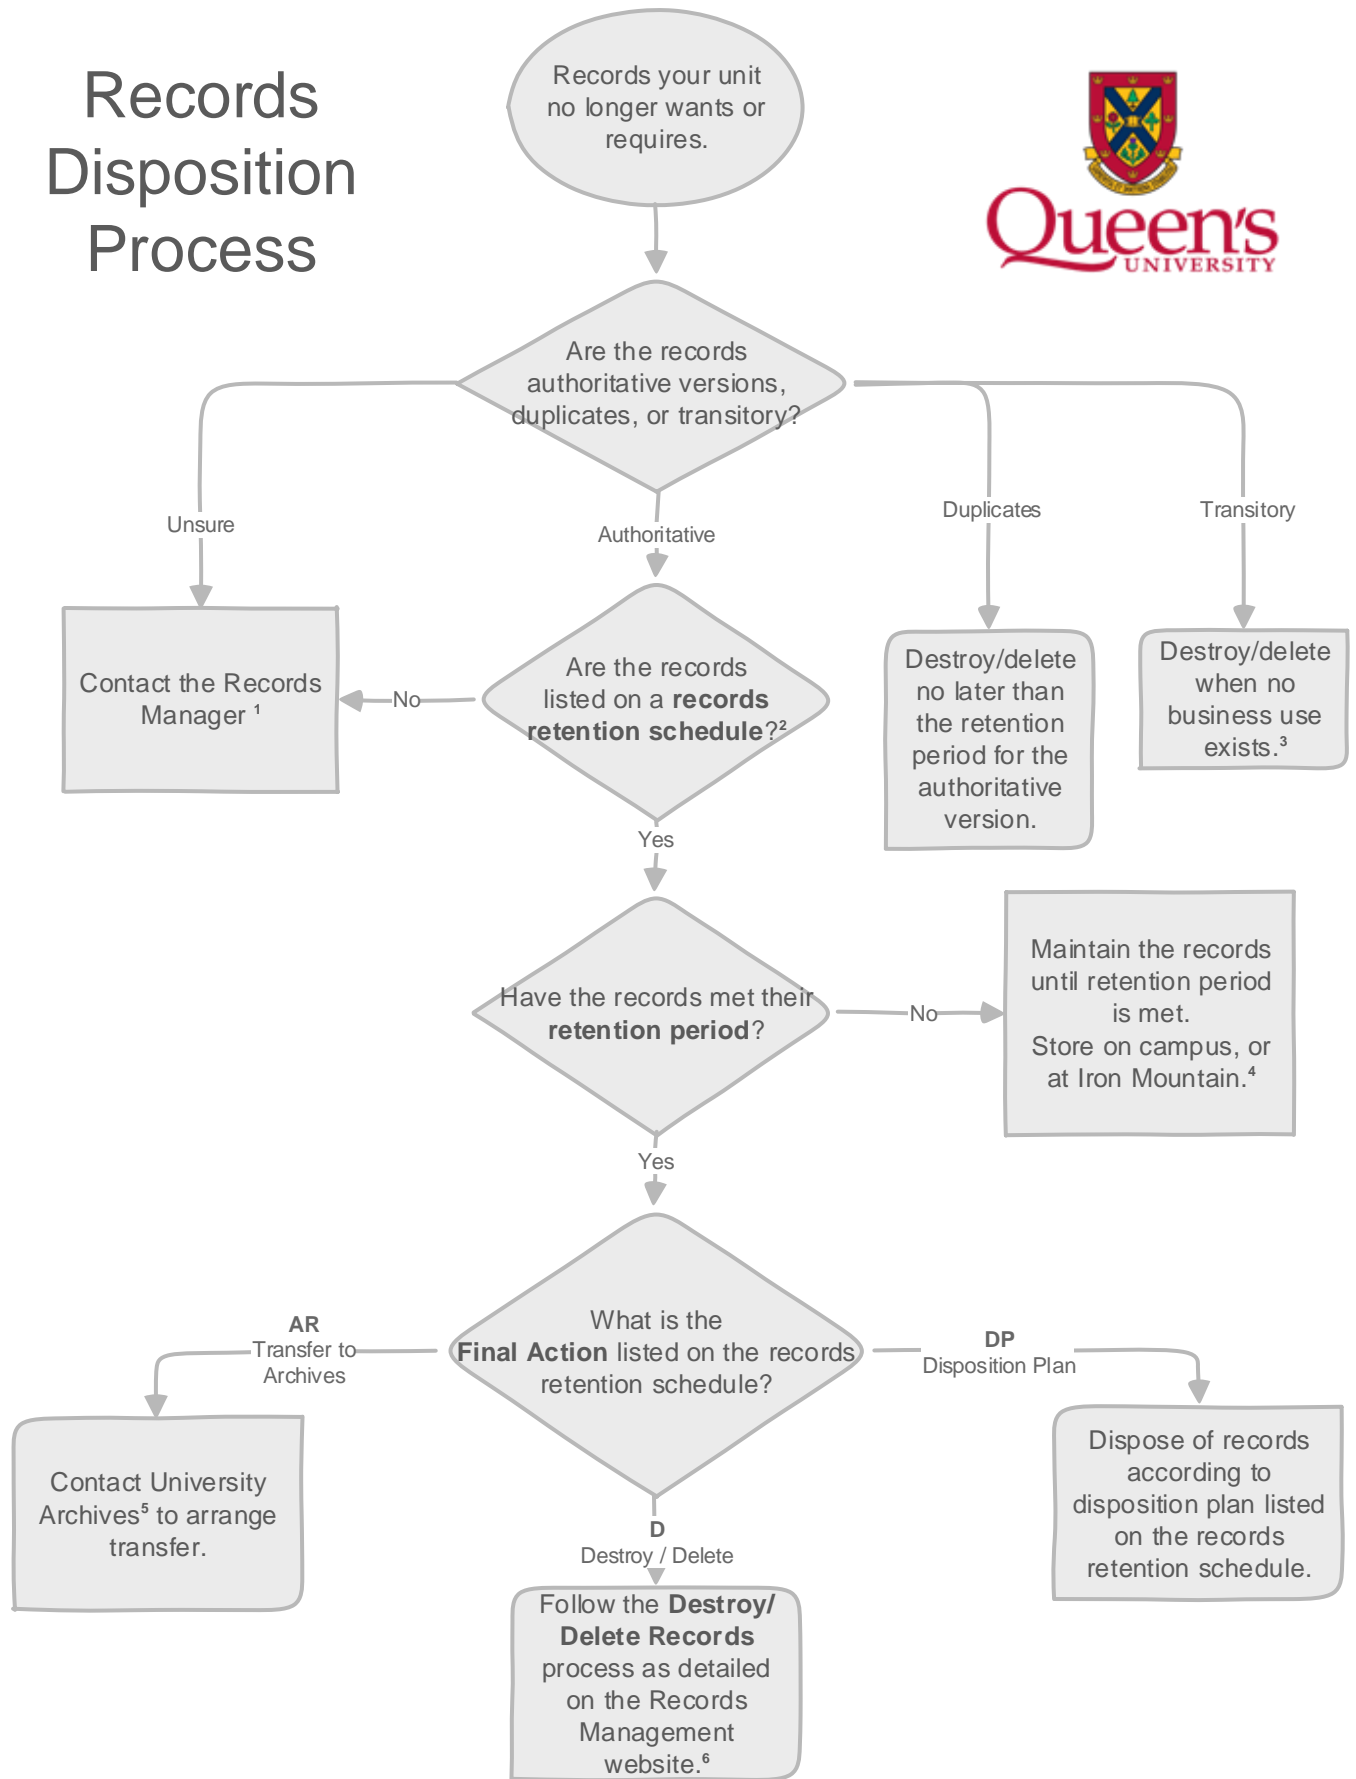 Records
Disposition
Process
Records your unit
no longer wants or
requires.
Queen's
UNIVERSITY
Are the records
authoritative versions,
duplicates, or transitory?
Unsure
Authoritative
Duplicates
Transitory
Contact the Records
Manager ¹
No
Are the records
listed on a records
retention schedule?²
Destroy/delete
no later than
the retention
period for the
authoritative
version.
Destroy/delete
when no
business use
exists.³
Yes
Have the records met their
retention period?
No
Maintain the records
until retention period
is met.
Store on campus, or
at Iron Mountain.⁴
Yes
What is the
Final Action listed on the records
retention schedule?
AR
Transfer to
Archives
DP
Disposition Plan
Contact University
Archives⁵ to arrange
transfer.
D
Destroy / Delete
Dispose of records
according to
disposition plan listed
on the records
retention schedule.
Follow the Destroy/
Delete Records
process as detailed
on the Records
Management
website.⁶